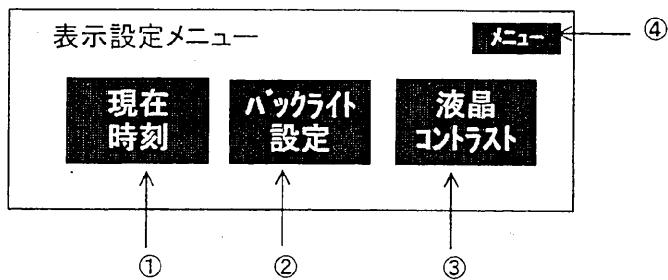 表示設定メニュー
メニュー
④
現在
時刻
バックライト
設定
液晶
コントラスト
①
②
③